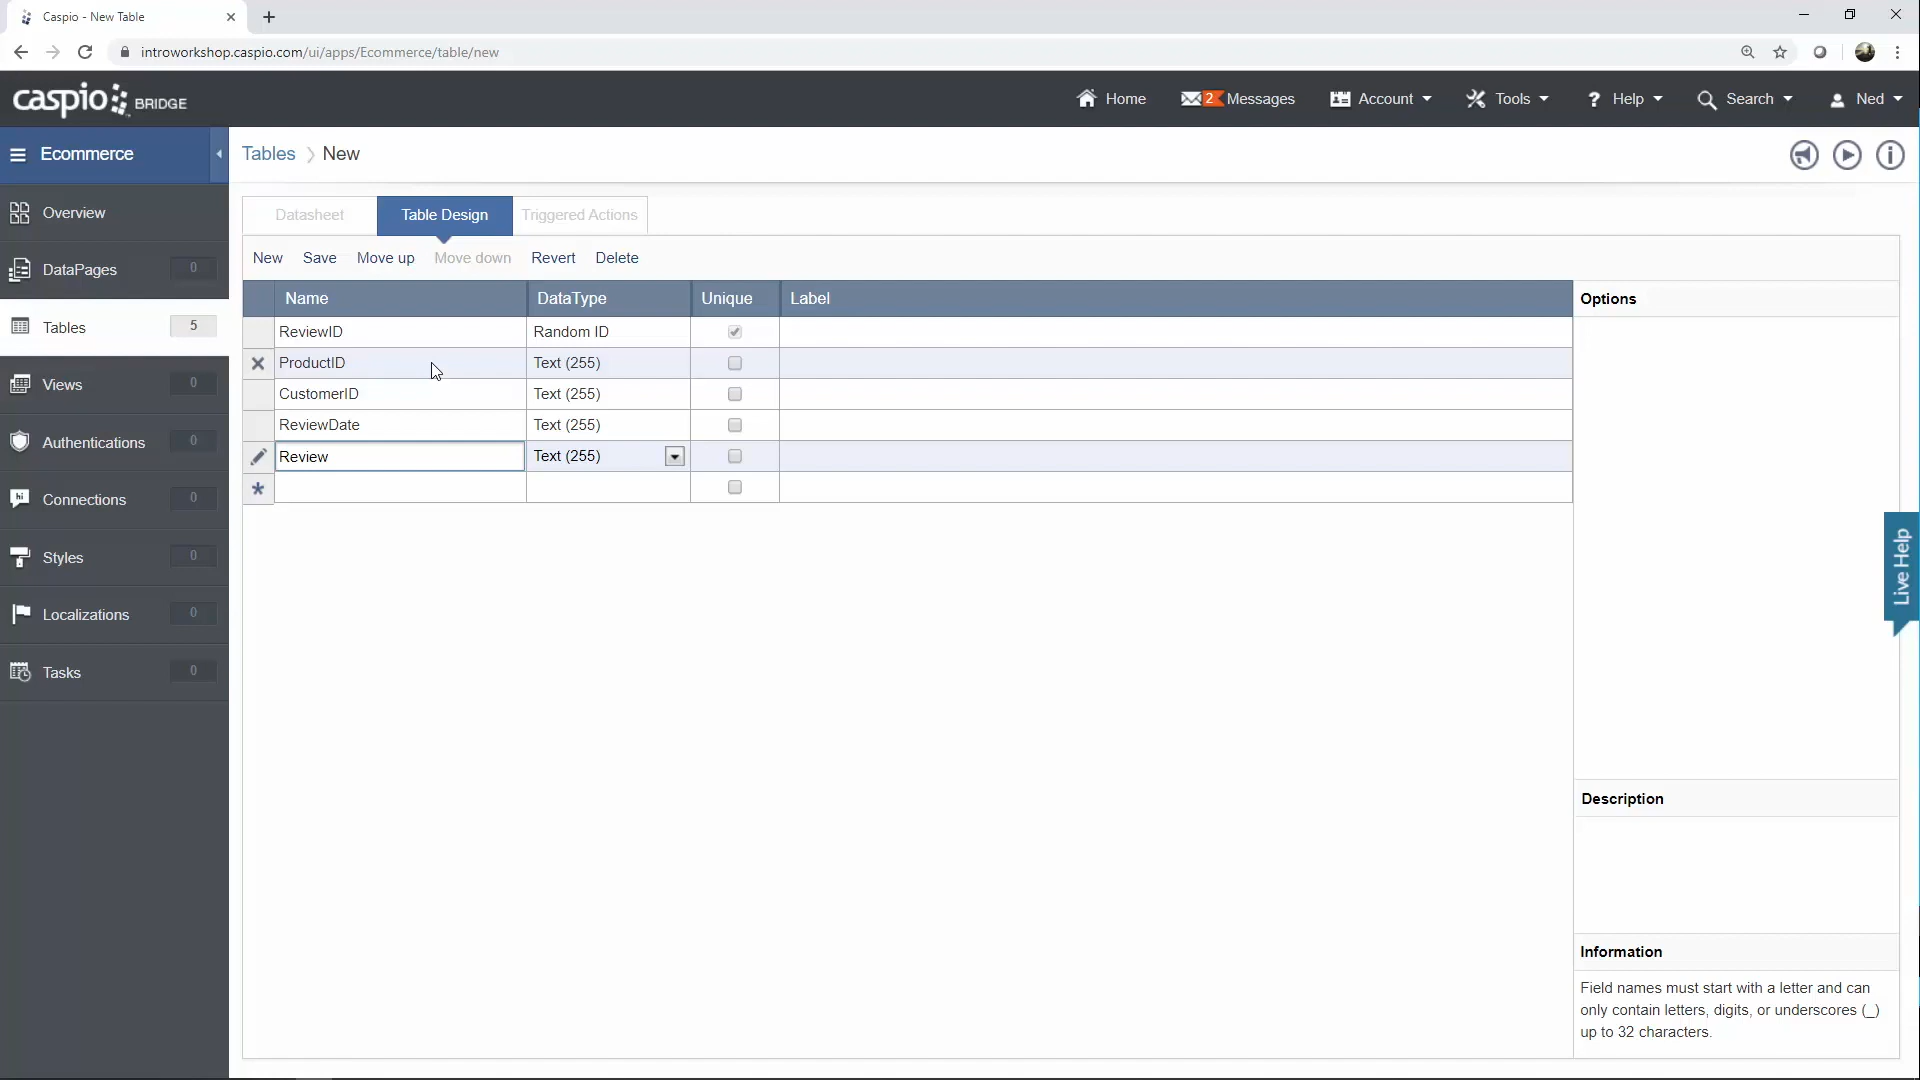 Caspio - New Table
introworkshop.caspio.com/ui/apps/Ecommerce/table/new
caspio BRIDGE
Home
2 Messages
Account
Tools
? Help
Search
Ned
Ecommerce
Tables > New
Overview
DataPages 0
Tables 5
Views 0
Authentications 0
hi Connections 0
Styles 0
Localizations 0
Tasks 0
Datasheet
Table Design
Triggered Actions
New Save Move up Move down Revert Delete
Name DataType Unique Label
ReviewID Random ID
ProductID Text (255)
CustomerID Text (255)
ReviewDate Text (255)
Review Text (255)
*
Options
Live Help
Description
Information
Field names must start with a letter and can
only contain letters, digits, or underscores (_)
up to 32 characters.